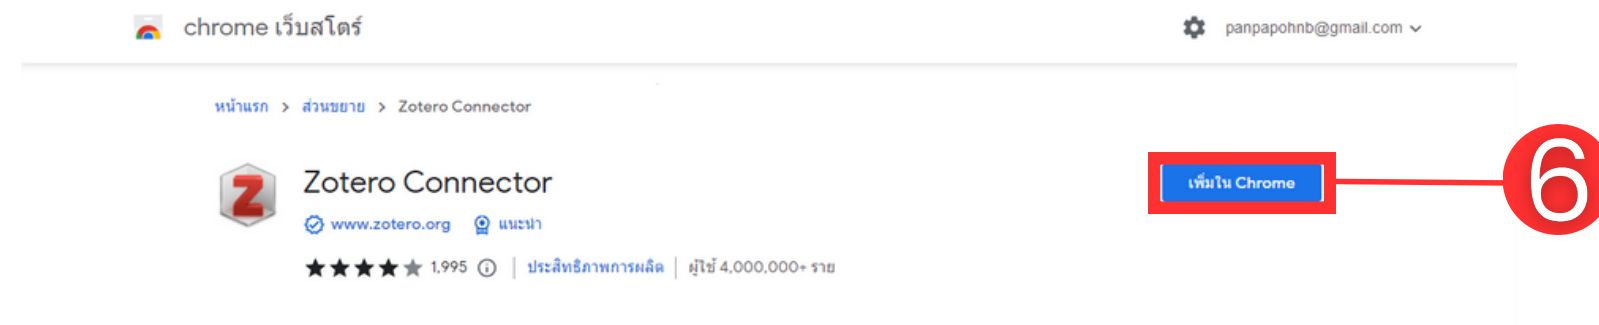 chrome เว็บสโตร์
panpapohnb@gmail.com
หน้าแรก > ส่วนขยาย > Zotero Connector
Z
Zotero Connector
เพิ่มใน Chrome
6
www.zotero.org แนะนำ
1,995 | ประสิทธิภาพการผลิต | ผู้ใช้ 4,000,000+ ราย